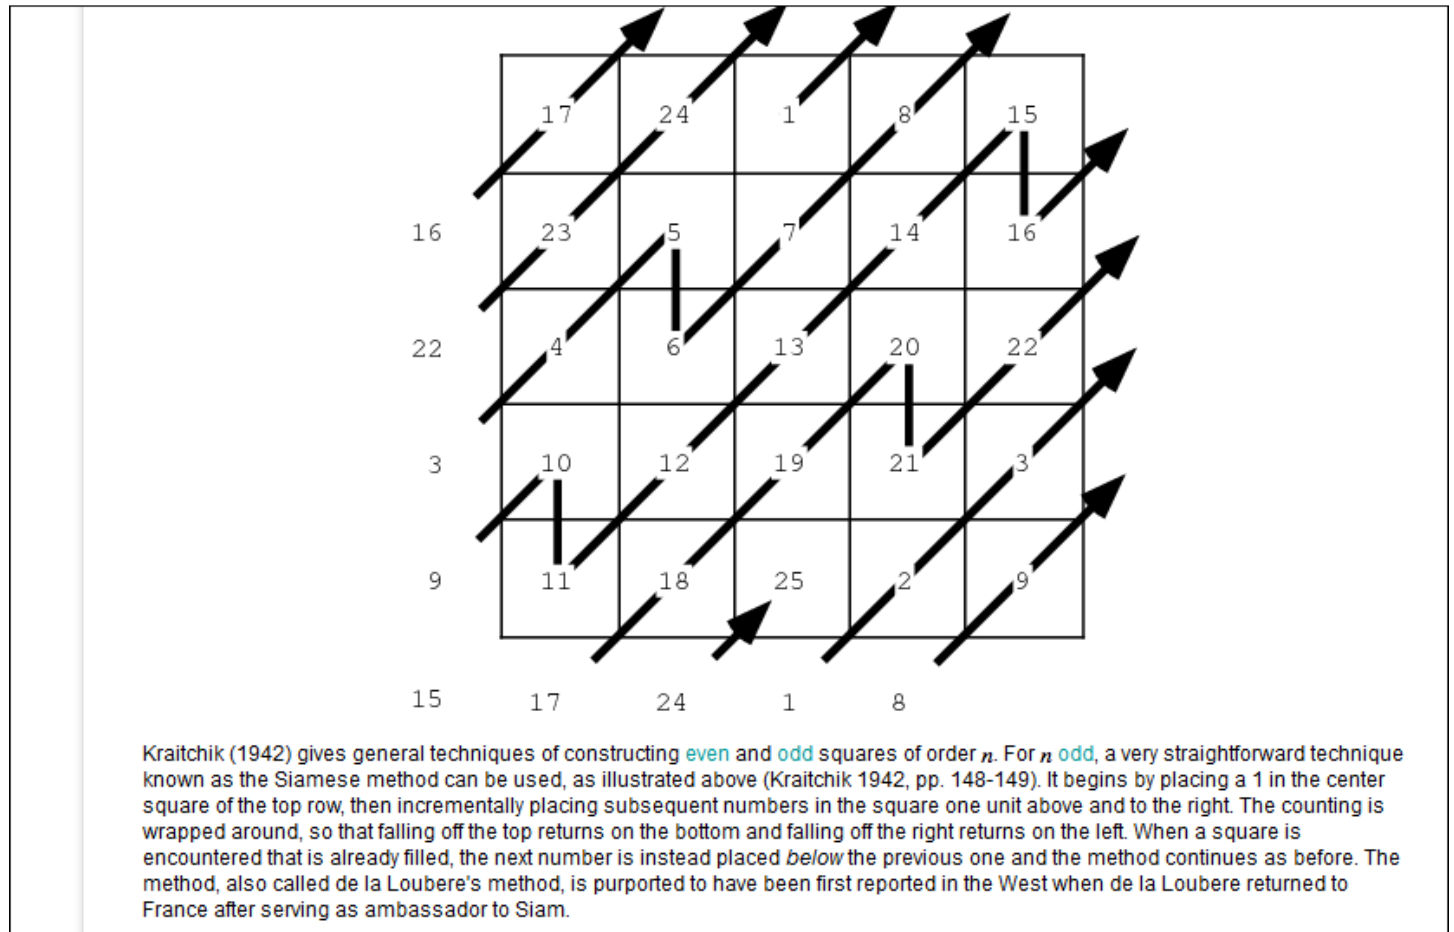 17 24 1 8 15
16 23 5 7 14 16
22 4 6 13 20 22
3 10 12 19 21 3
9 11 18 25 2 9
15 17 24 1 8
Kraitchik (1942) gives general techniques of constructing even and odd squares of order n. For n odd, a very straightforward technique
known as the Siamese method can be used, as illustrated above (Kraitchik 1942, pp. 148-149). It begins by placing a 1 in the center
square of the top row, then incrementally placing subsequent numbers in the square one unit above and to the right. The counting is
wrapped around, so that falling off the top returns on the bottom and falling off the right returns on the left. When a square is
encountered that is already filled, the next number is instead placed below the previous one and the method continues as before. The
method, also called de la Loubere's method, is purported to have been first reported in the West when de la Loubere returned to
France after serving as ambassador to Siam.